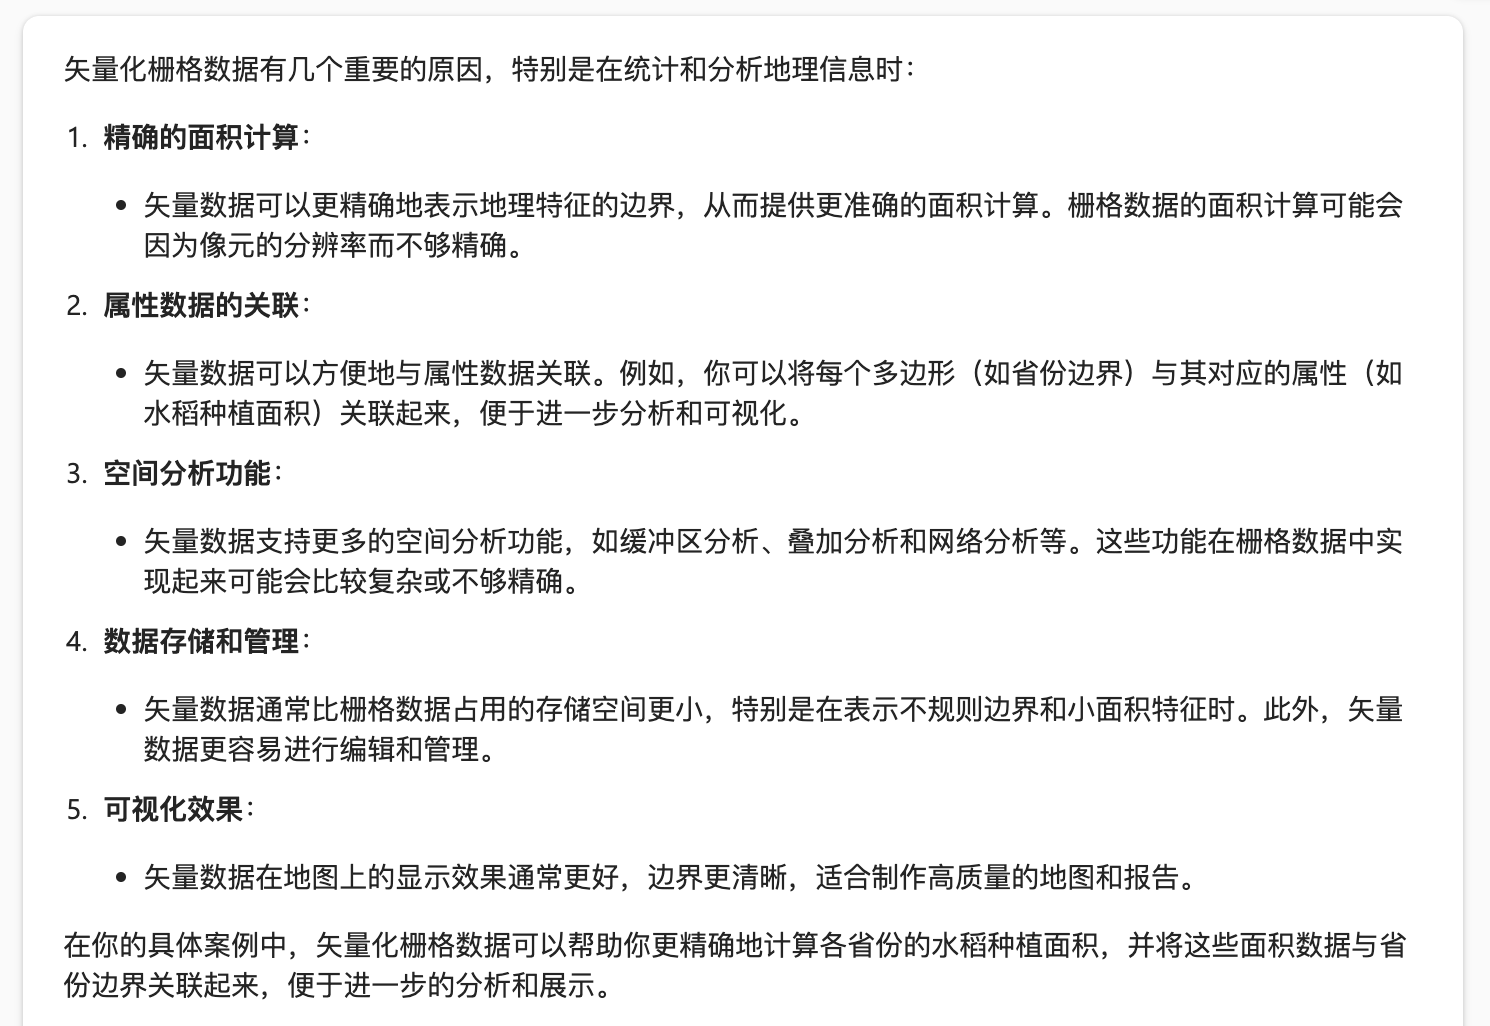 矢量化栅格数据有几个重要的原因，特别是在统计和分析地理信息时：
1. 精确的面积计算：
• 矢量数据可以更精确地表示地理特征的边界，从而提供更准确的面积计算。栅格数据的面积计算可能会
因为像元的分辨率而不够精确。
2. 属性数据的关联：
• 矢量数据可以方便地与属性数据关联。例如，你可以将每个多边形（如省份边界）与其对应的属性（如
水稻种植面积）关联起来，便于进一步分析和可视化。
3. 空间分析功能：
• 矢量数据支持更多的空间分析功能，如缓冲区分析、叠加分析和网络分析等。这些功能在栅格数据中实
现起来可能会比较复杂或不够精确。
4. 数据存储和管理：
• 矢量数据通常比栅格数据占用的存储空间更小，特别是在表示不规则边界和小面积特征时。此外，矢量
数据更容易进行编辑和管理。
5. 可视化效果：
• 矢量数据在地图上的显示效果通常更好，边界更清晰，适合制作高质量的地图和报告。
在你的具体案例中，矢量化栅格数据可以帮助你更精确地计算各省份的水稻种植面积，并将这些面积数据与省
份边界关联起来，便于进一步的分析和展示。